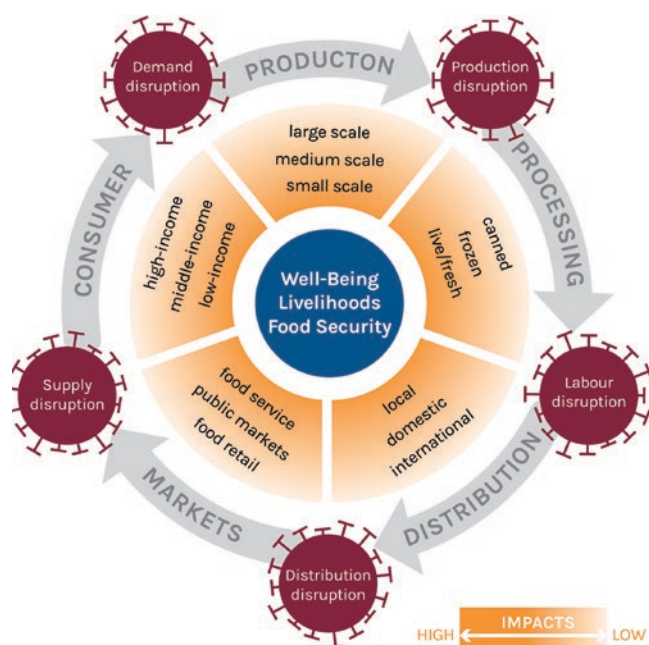 Demand
disruption
PRODUCTON
Production
disruption
PROCESSING
Labour
disruption
DISTRIBUTION
Distribution
disruption
MARKETS
Supply
disruption
CONSUMER
large scale
medium scale
small scale
canned
frozen
live/fresh
local
domestic
international
food service
public markets
food retail
high-income
middle-income
low-income
Well-Being
Livelihoods
Food Security
IMPACTS
HIGH LOW